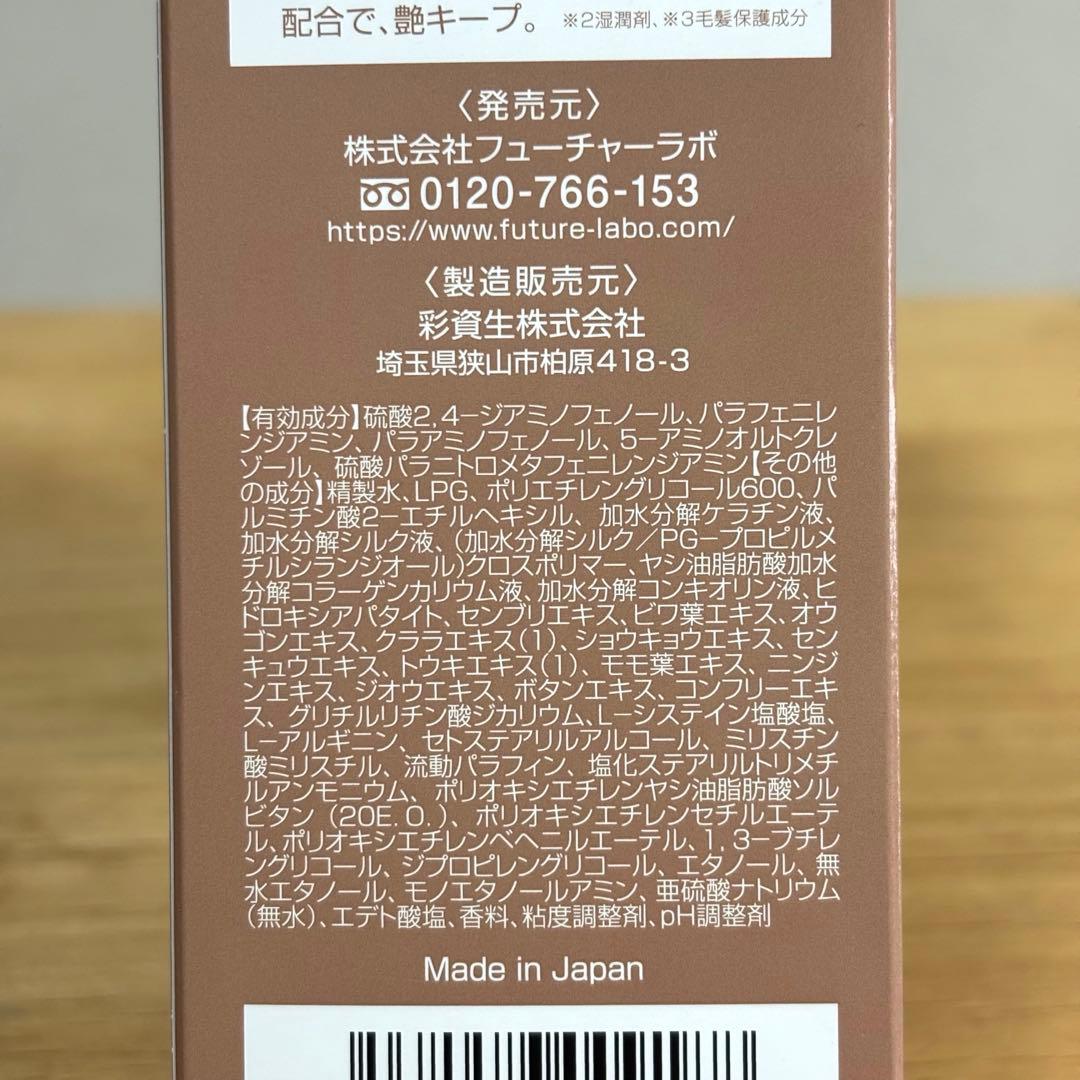 配合で、艶キープ。 ※2湿潤剤、※3毛髪保護成分
〈発売元〉
株式会社フューチャーラボ
0120-766-153
https://www.future-labo.com/
〈製造販売元〉
彩資生株式会社
埼玉県狭山市柏原418-3
【有効成分】硫酸2,4-ジアミノフェノール、パラフェニレ
ンジアミン、パラアミノフェノール、5-アミノオルトクレ
ゾール、硫酸パラニトロメタフェニレンジアミン【その他
の成分】精製水、LPG、ポリエチレングリコール600、パ
ルミチン酸2-エチルヘキシル、加水分解ケラチン液、
加水分解シルク液、(加水分解シルク/PG-プロピルメ
チルシランジオール)クロスポリマー、ヤシ油脂肪酸加水
分解コラーゲンカリウム液、加水分解コンキオリン液、ヒ
ドロキシアパタイト、センブリエキス、ビワ葉エキス、オウ
ゴンエキス、クララエキス(1)、ショウキョウエキス、セン
キュウエキス、トウキエキス(1)、モモ葉エキス、ニンジ
ンエキス、ジオウエキス、ボタンエキス、コンフリーエキ
ス、グリチルリチン酸ジカリウム、L-システイン塩酸塩、
L-アルギニン、セトステアリルアルコール、ミリスチン
酸ミリスチル、流動パラフィン、塩化ステアリルトリメチ
ルアンモニウム、ポリオキシエチレンヤシ油脂肪酸ソル
ビタン(20E.O.)、ポリオキシエチレンセチルエーテ
ル、ポリオキシエチレンベヘニルエーテル、1,3-ブチレ
ングリコール、ジプロピレングリコール、エタノール、無
水エタノール、モノエタノールアミン、亜硫酸ナトリウム
(無水)、エデト酸塩、香料、粘度調整剤、pH調整剤
Made in Japan